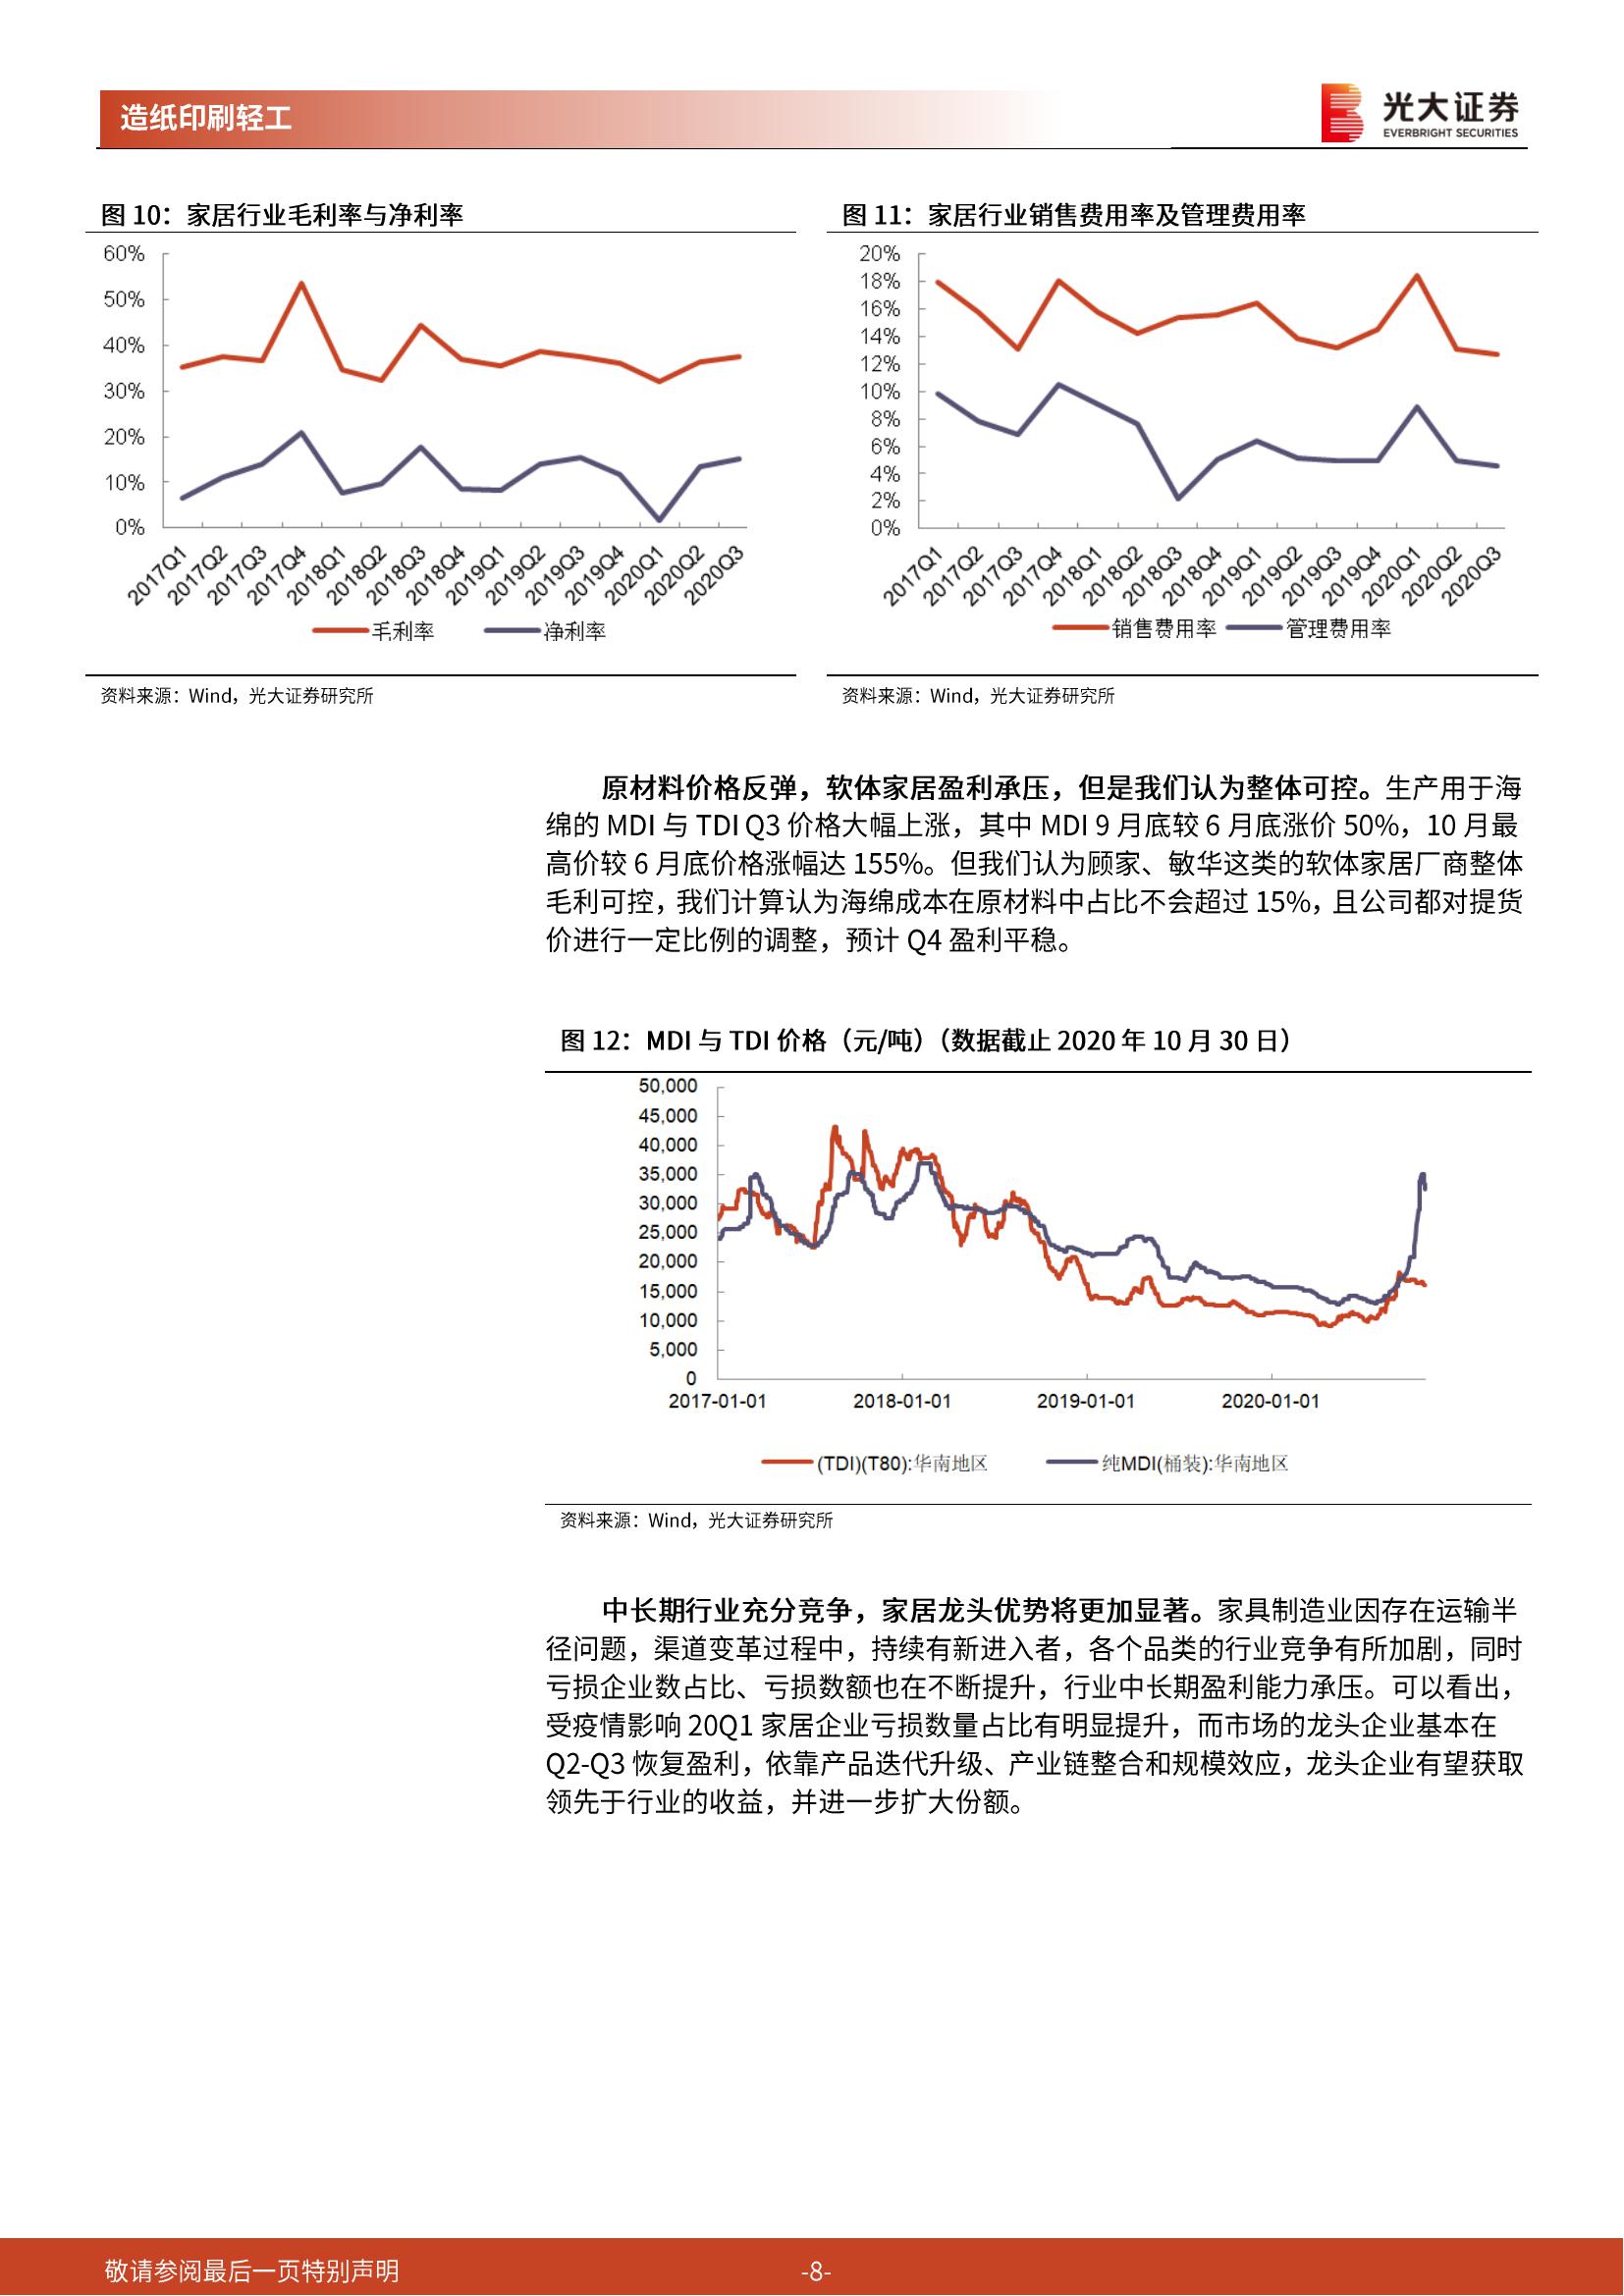 造纸印刷轻工
光大证券
EVERBRIGHT SECURITIES
图 10：家居行业毛利率与净利率
60%
50%
40%
30%
20%
10%
0%
2017Q1
2017Q2
2017Q3
2017Q4
2018Q1
2018Q2
2018Q3
2018Q4
2019Q1
2019Q2
2019Q3
2019Q4
2020Q1
2020Q2
2020Q3
毛利率 净利率
资料来源：Wind，光大证券研究所
图 11：家居行业销售费用率及管理费用率
20%
18%
16%
14%
12%
10%
8%
6%
4%
2%
0%
2017Q1
2017Q2
2017Q3
2017Q4
2018Q1
2018Q2
2018Q3
2018Q4
2019Q1
2019Q2
2019Q3
2019Q4
2020Q1
2020Q2
2020Q3
销售费用率 管理费用率
资料来源：Wind，光大证券研究所
原材料价格反弹，软体家居盈利承压，但是我们认为整体可控。生产用于海
绵的 MDI 与 TDI Q3 价格大幅上涨，其中 MDI 9 月底较 6 月底涨价 50%，10 月最
高价较 6 月底价格涨幅达 155%。但我们认为顾家、敏华这类的软体家居厂商整体
毛利可控，我们计算认为海绵成本在原材料中占比不会超过 15%，且公司都对提货
价进行一定比例的调整，预计 Q4 盈利平稳。
图 12：MDI 与 TDI 价格（元/吨）（数据截止 2020 年 10 月 30 日）
50,000
45,000
40,000
35,000
30,000
25,000
20,000
15,000
10,000
5,000
0
2017-01-01 2018-01-01 2019-01-01 2020-01-01
(TDI)(T80):华南地区 纯MDI(桶装):华南地区
资料来源：Wind，光大证券研究所
中长期行业充分竞争，家居龙头优势将更加显著。家具制造业因存在运输半
径问题，渠道变革过程中，持续有新进入者，各个品类的行业竞争有所加剧，同时
亏损企业数占比、亏损数额也在不断提升，行业中长期盈利能力承压。可以看出，
受疫情影响 20Q1 家居企业亏损数量占比有明显提升，而市场的龙头企业基本在
Q2-Q3 恢复盈利，依靠产品迭代升级、产业链整合和规模效应，龙头企业有望获取
领先于行业的收益，并进一步扩大份额。
敬请参阅最后一页特别声明 -8-